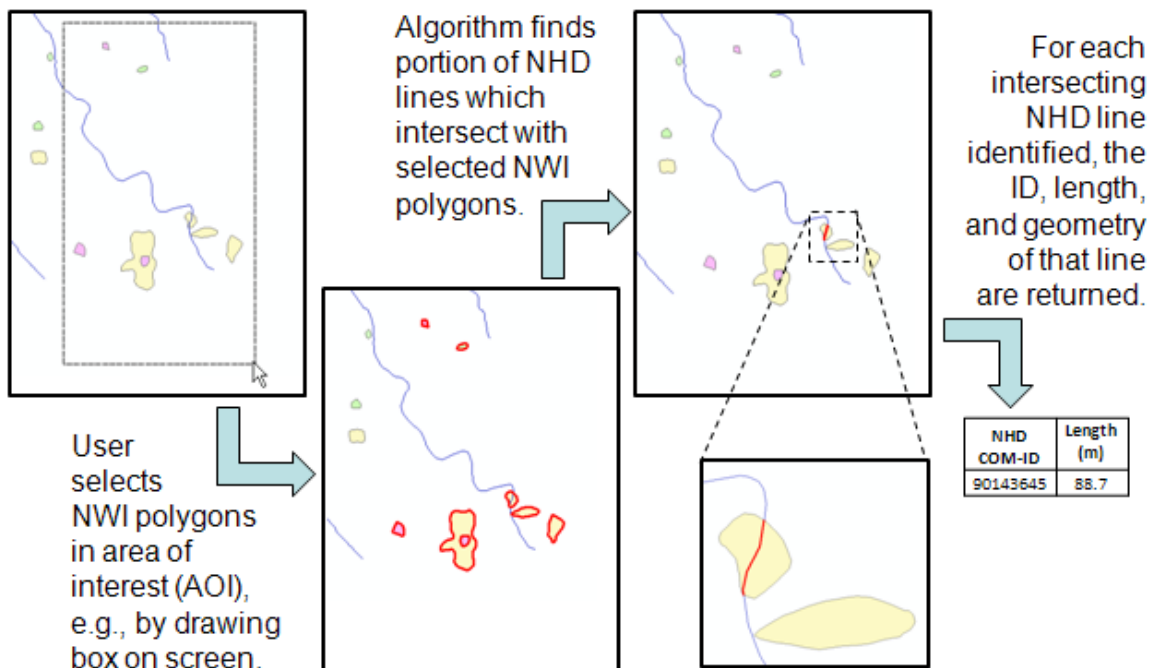 User
selects
NWI polygons
in area of
interest (AOI),
e.g., by drawing
box on screen.
Algorithm finds
portion of NHD
lines which
intersect with
selected NWI
polygons.
For each
intersecting
NHD line
identified, the
ID, length,
and geometry
of that line
are returned.
NHD COM-ID Length (m)
90143645 88.7